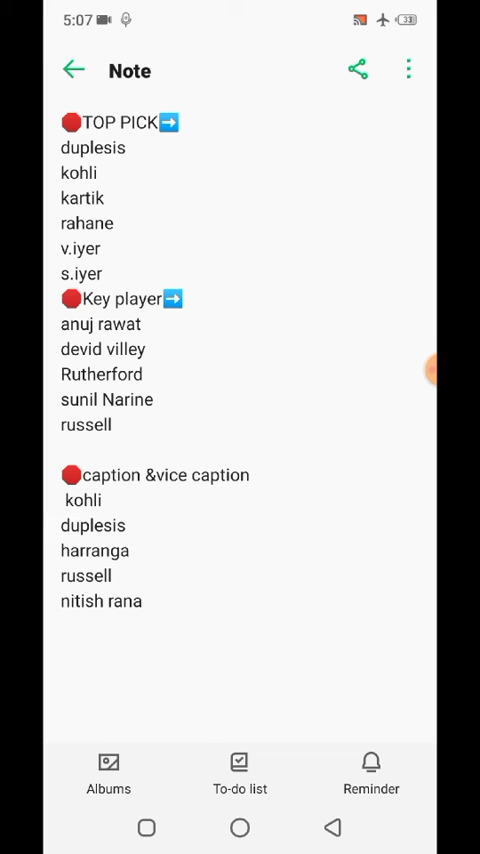 5:07
33
Note
🛑TOP PICK➡️
duplesis
kohli
kartik
rahane
v.iyer
s.iyer
🛑Key player➡️
anuj rawat
devid villey
Rutherford
sunil Narine
russell
🛑caption &vice caption
kohli
duplesis
harranga
russell
nitish rana
Albums To-do list Reminder